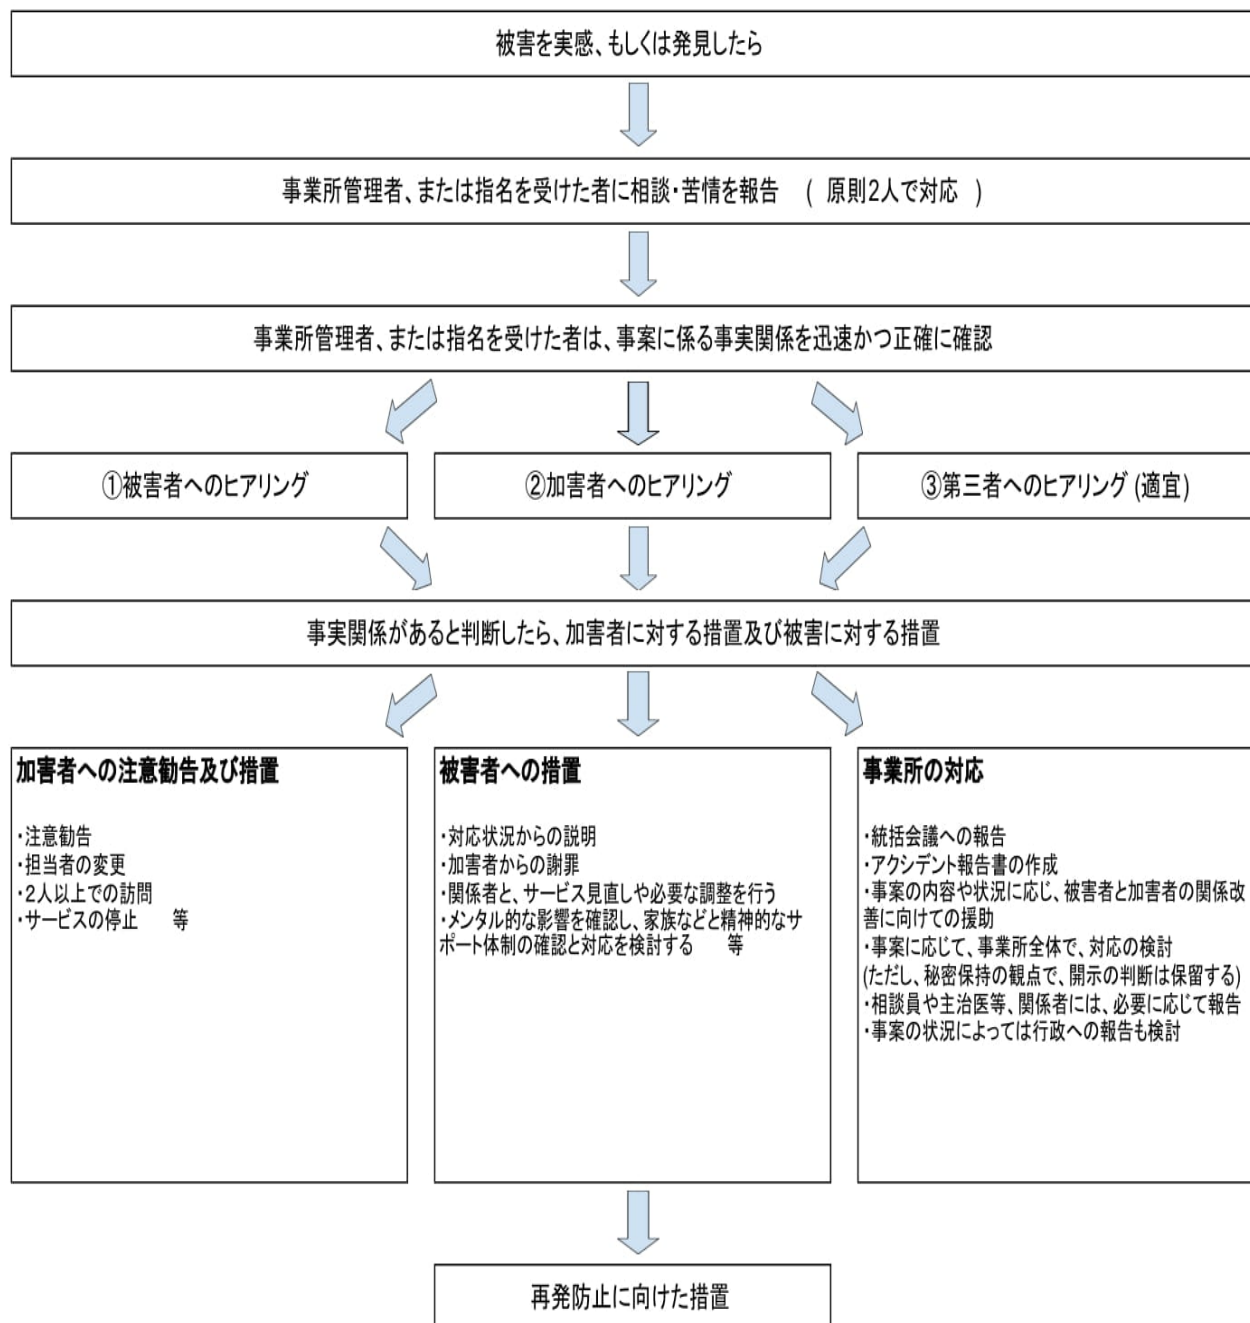 被害を実感、もしくは発見したら
事業所管理者、または指名を受けた者に相談・苦情を報告 ( 原則2人で対応 )
事業所管理者、または指名を受けた者は、事案に係る事実関係を迅速かつ正確に確認
①被害者へのヒアリング
②加害者へのヒアリング
③第三者へのヒアリング (適宜)
事実関係があると判断したら、加害者に対する措置及び被害に対する措置
加害者への注意勧告及び措置
・注意勧告
・担当者の変更
・2人以上での訪問
・サービスの停止 等
被害者への措置
・対応状況からの説明
・加害者からの謝罪
・関係者と、サービス見直しや必要な調整を行う
・メンタル的な影響を確認し、家族などと精神的なサ
ポート体制の確認と対応を検討する 等
事業所の対応
・統括会議への報告
・アクシデント報告書の作成
・事案の内容や状況に応じ、被害者と加害者の関係改
善に向けての援助
・事案に応じて、事業所全体で、対応の検討
(ただし、秘密保持の観点で、開示の判断は保留する)
・相談員や主治医等、関係者には、必要に応じて報告
・事案の状況によっては行政への報告も検討
再発防止に向けた措置